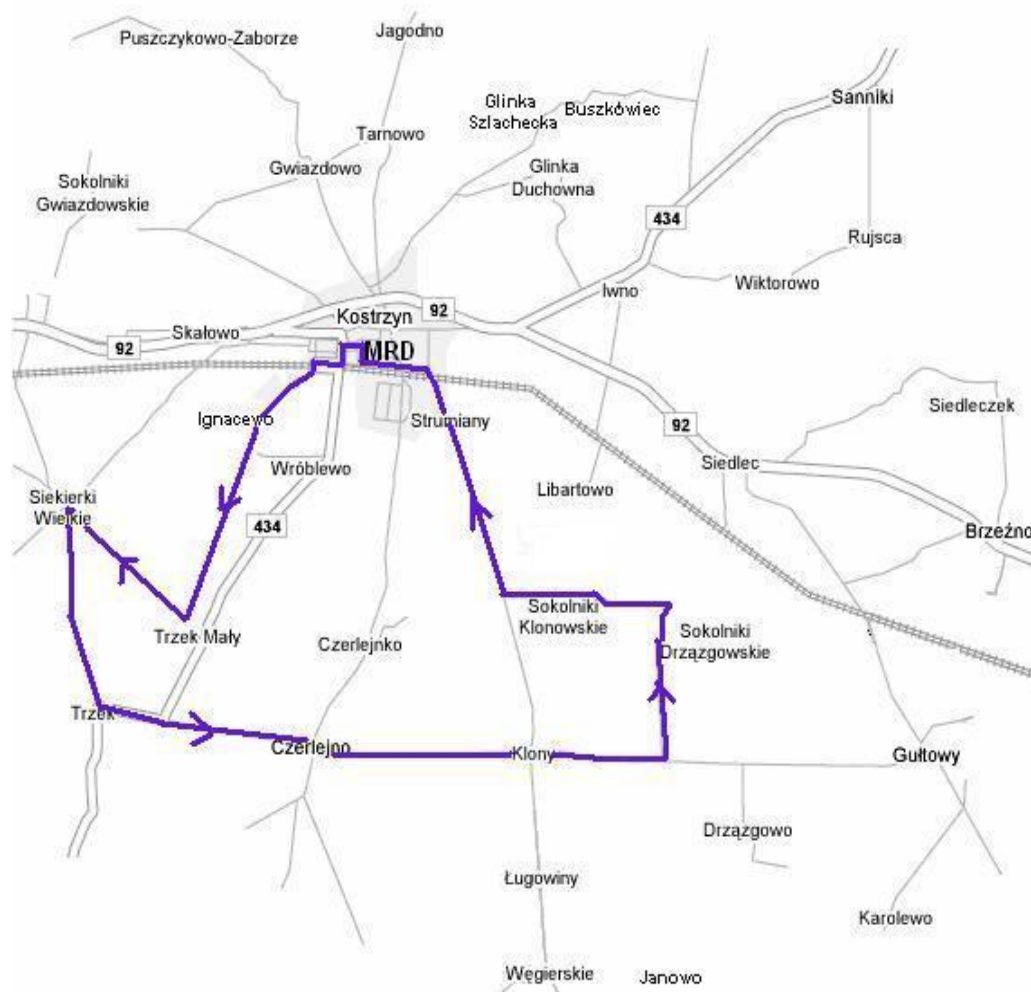 Puszczykowo-Zaborze
Jagodno
Glinka
Szlachecka
Buszkówiec
Sanniki
Tarnowo
Gwiazdowo
Glinka
Duchowna
Sokolniki
Gwiazdowskie
434
Rujsca
Wiktorowo
Iwno
92
Kostrzyn
Skałowo
92
MRD
Ignacewo
Strumiany
92
Siedleczek
Wróblewo
Siedlec
Siekierki
Wielkie
Libartowo
434
Brzeźno
Trzek Mały
Czerlejnko
Sokolniki
Klonowskie
Sokolniki
Drzązgowskie
Trzek
Czerlejno
Klony
Gułtowy
Drzązgowo
Ługowiny
Karolewo
Węgierskie
Janowo